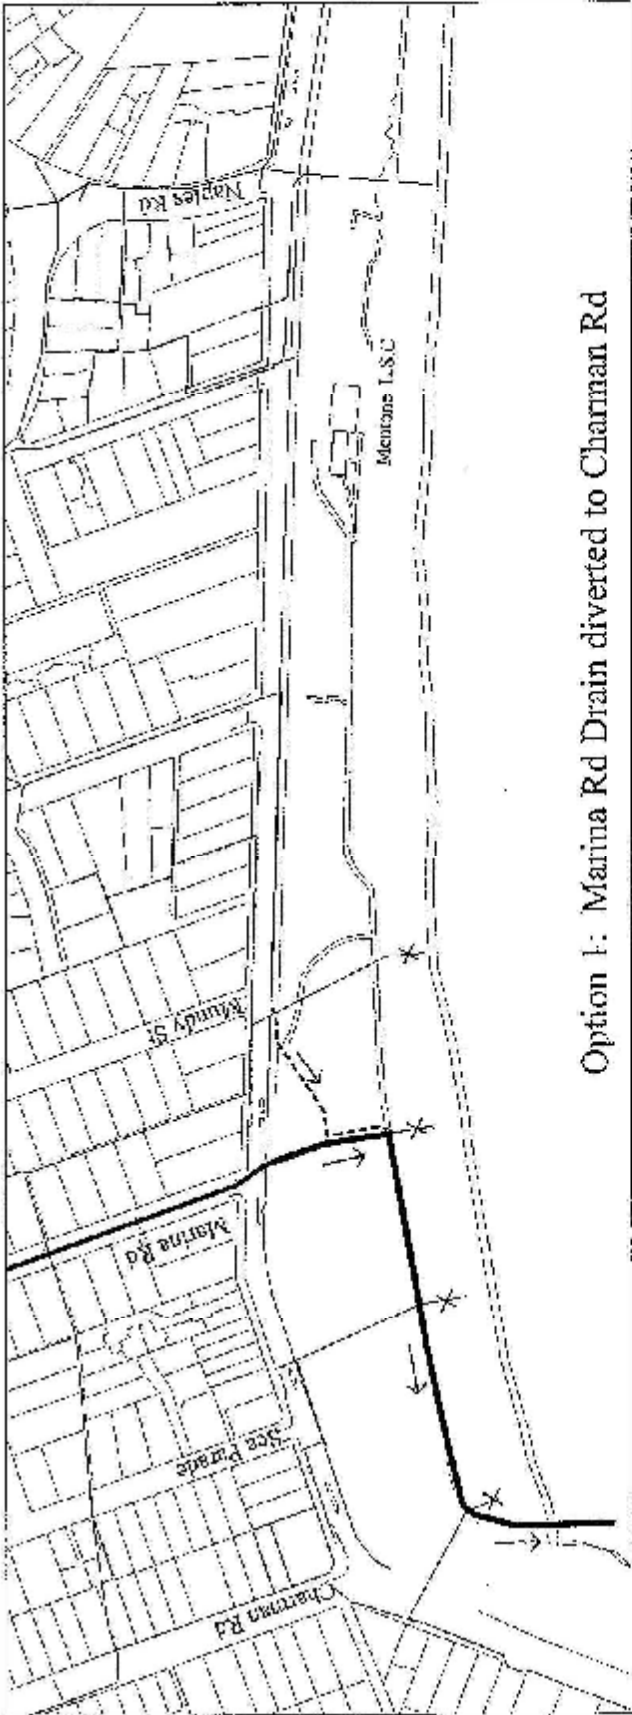 Naples Rd
Mentone L.S.C
Mundy St
Marina Rd
Sea Parade
Charman Rd
Option 1: Marina Rd Drain diverted to Charman Rd